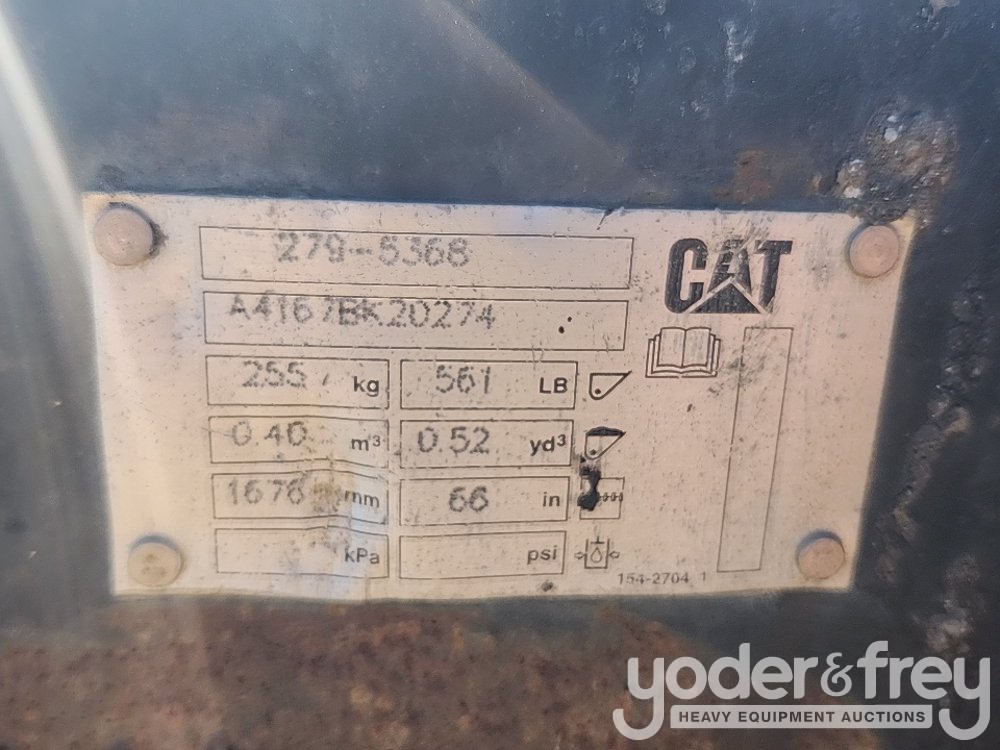 279-5368
CAT
A4167BK20274
255 kg 561 LB
0.40 m³ 0.52 yd³
1676 mm 66 in
kPa psi
154-2704 1
yoder&frey
HEAVY EQUIPMENT AUCTIONS